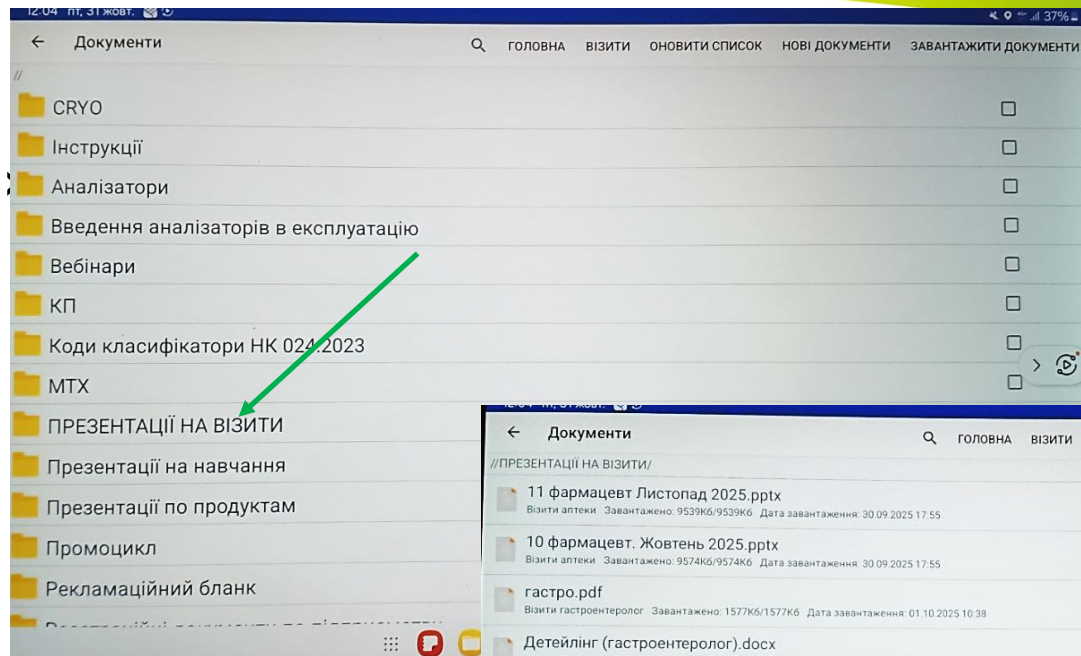 12:04 пт, 31 жовт.
37%
Документи
ГОЛОВНА ВІЗИТИ ОНОВИТИ СПИСОК НОВІ ДОКУМЕНТИ ЗАВАНТАЖИТИ ДОКУМЕНТИ
//
CRYO
Інструкції
Аналізатори
Введення аналізаторів в експлуатацію
Вебінари
КП
Коди класифікатори НК 024:2023
МТХ
ПРЕЗЕНТАЦІЇ НА ВІЗИТИ
Презентації на навчання
Презентації по продуктам
Промоцикл
Рекламаційний бланк
Документи
ГОЛОВНА ВІЗИТИ
//ПРЕЗЕНТАЦІЇ НА ВІЗИТИ/
11 фармацевт Листопад 2025.pptx
Візити аптеки Завантажено: 9539Кб/9539Кб Дата завантаження: 30.09.2025 17:55
10 фармацевт. Жовтень 2025.pptx
Візити аптеки Завантажено: 9574Кб/9574Кб Дата завантаження: 30.09.2025 17:55
гастро.pdf
Візити гастроентеролог Завантажено: 1577Кб/1577Кб Дата завантаження: 01.10.2025 10:38
Детейлінг (гастроентеролог).docx